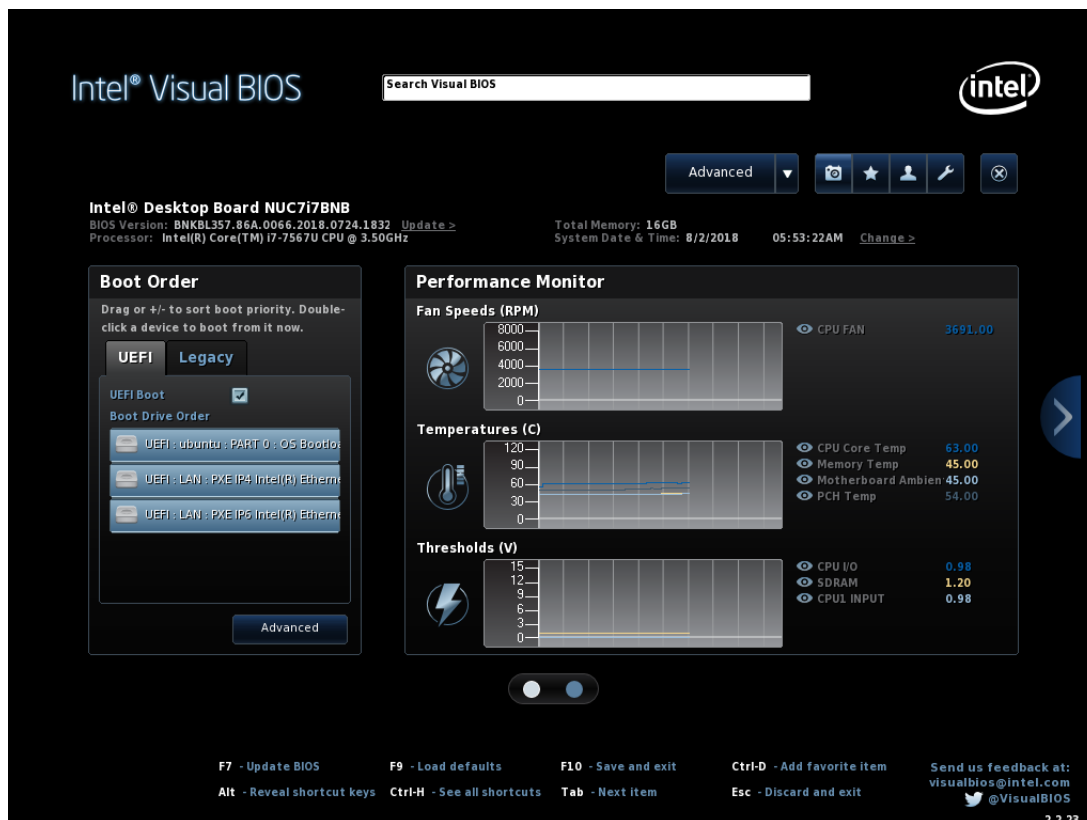 Intel® Visual BIOS
Search Visual BIOS
intel
Advanced
Intel® Desktop Board NUC7i7BNB
BIOS Version: BNKBL357.86A.0066.2018.0724.1832 Update >
Total Memory: 16GB
Processor: Intel(R) Core(TM) i7-7567U CPU @ 3.50GHz
System Date & Time: 8/2/2018 05:53:22AM Change >
Boot Order
Drag or +/- to sort boot priority. Double-
click a device to boot from it now.
UEFI Legacy
UEFI Boot
Boot Drive Order
UEFI : ubuntu : PART 0 : OS Bootloa
UEFI : LAN : PXE IP4 Intel(R) Etherne
UEFI : LAN : PXE IP6 Intel(R) Etherne
Advanced
Performance Monitor
Fan Speeds (RPM)
8000
6000
4000
2000
0
CPU FAN 3691.00
Temperatures (C)
120
90
60
30
0
CPU Core Temp 63.00
Memory Temp 45.00
Motherboard Ambien 45.00
PCH Temp 54.00
Thresholds (V)
15
12
9
6
3
0
CPU I/O 0.98
SDRAM 1.20
CPU1 INPUT 0.98
F7 - Update BIOS F9 - Load defaults F10 - Save and exit Ctrl-D - Add favorite item
Alt - Reveal shortcut keys Ctrl-H - See all shortcuts Tab - Next item Esc - Discard and exit
Send us feedback at:
visualbios@intel.com
@VisualBIOS
2.2.23